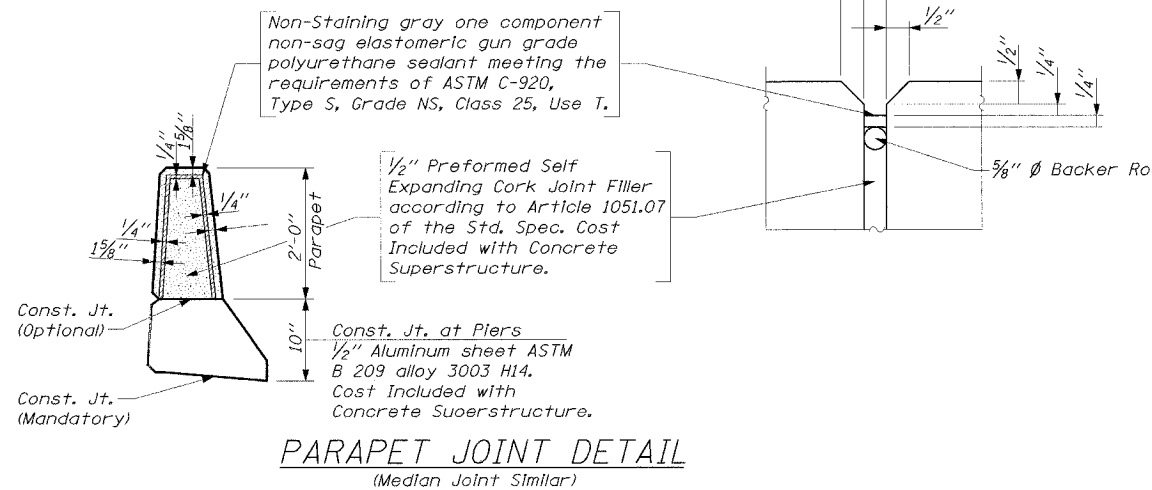 Non-Staining gray one component
non-sag elastomeric gun grade
polyurethane sealant meeting the
requirements of ASTM C-920,
Type S, Grade NS, Class 25, Use T.
1/2"
1/2"
1/4"
1/4"
5/8" Ø Backer Ro
1/4"
1 5/8"
1/4"
1/4"
1 5/8"
2'-0"
Parapet
10"
1/2" Preformed Self
Expanding Cork Joint Filler
according to Article 1051.07
of the Std. Spec. Cost
Included with Concrete
Superstructure.
Const. Jt.
(Optional)
Const. Jt.
(Mandatory)
Const. Jt. at Piers
1/2" Aluminum sheet ASTM
B 209 alloy 3003 H14.
Cost Included with
Concrete Suoerstructure.
PARAPET JOINT DETAIL
(Median Joint Similar)